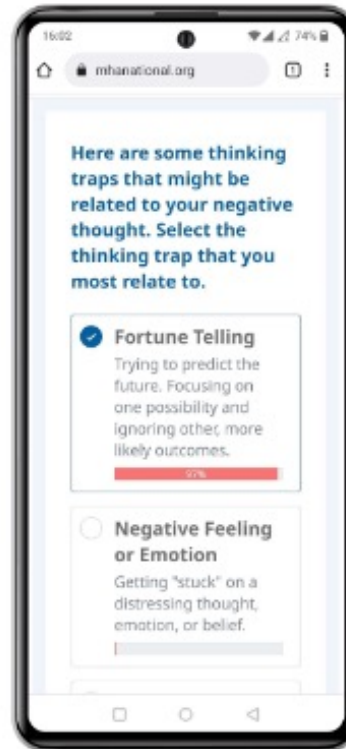 16:02
74%
mhanational.org
1
Here are some thinking
traps that might be
related to your negative
thought. Select the
thinking trap that you
most relate to.
Fortune Telling
Trying to predict the
future. Focusing on
one possibility and
ignoring other, more
likely outcomes.
97%
Negative Feeling
or Emotion
Getting "stuck" on a
distressing thought,
emotion, or belief.